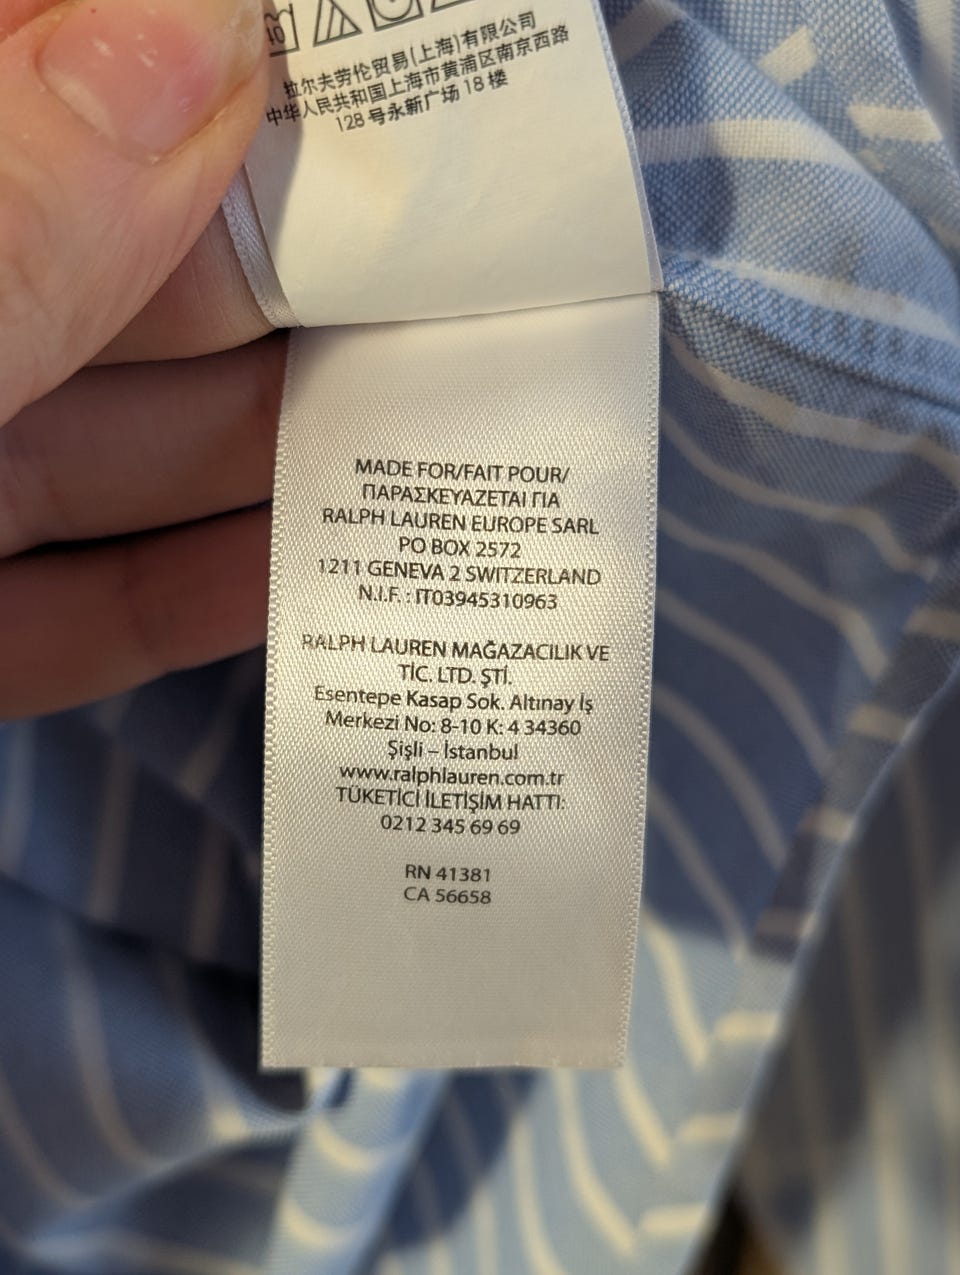 40
拉尔夫劳伦贸易(上海)有限公司
中华人民共和国上海市黄浦区南京西路
128 号永新广场 18 楼
MADE FOR/FAIT POUR/
ΠΑΡΑΣΚΕΥΑΖΕΤΑΙ ΓΙΑ
RALPH LAUREN EUROPE SARL
PO BOX 2572
1211 GENEVA 2 SWITZERLAND
N.I.F. : IT03945310963
RALPH LAUREN MAĞAZACILIK VE
TİC. LTD. ŞTİ.
Esentepe Kasap Sok. Altınay İş
Merkezi No: 8-10 K: 4 34360
Şişli – İstanbul
www.ralphlauren.com.tr
TÜKETİCİ İLETİŞİM HATTI:
0212 345 69 69
RN 41381
CA 56658